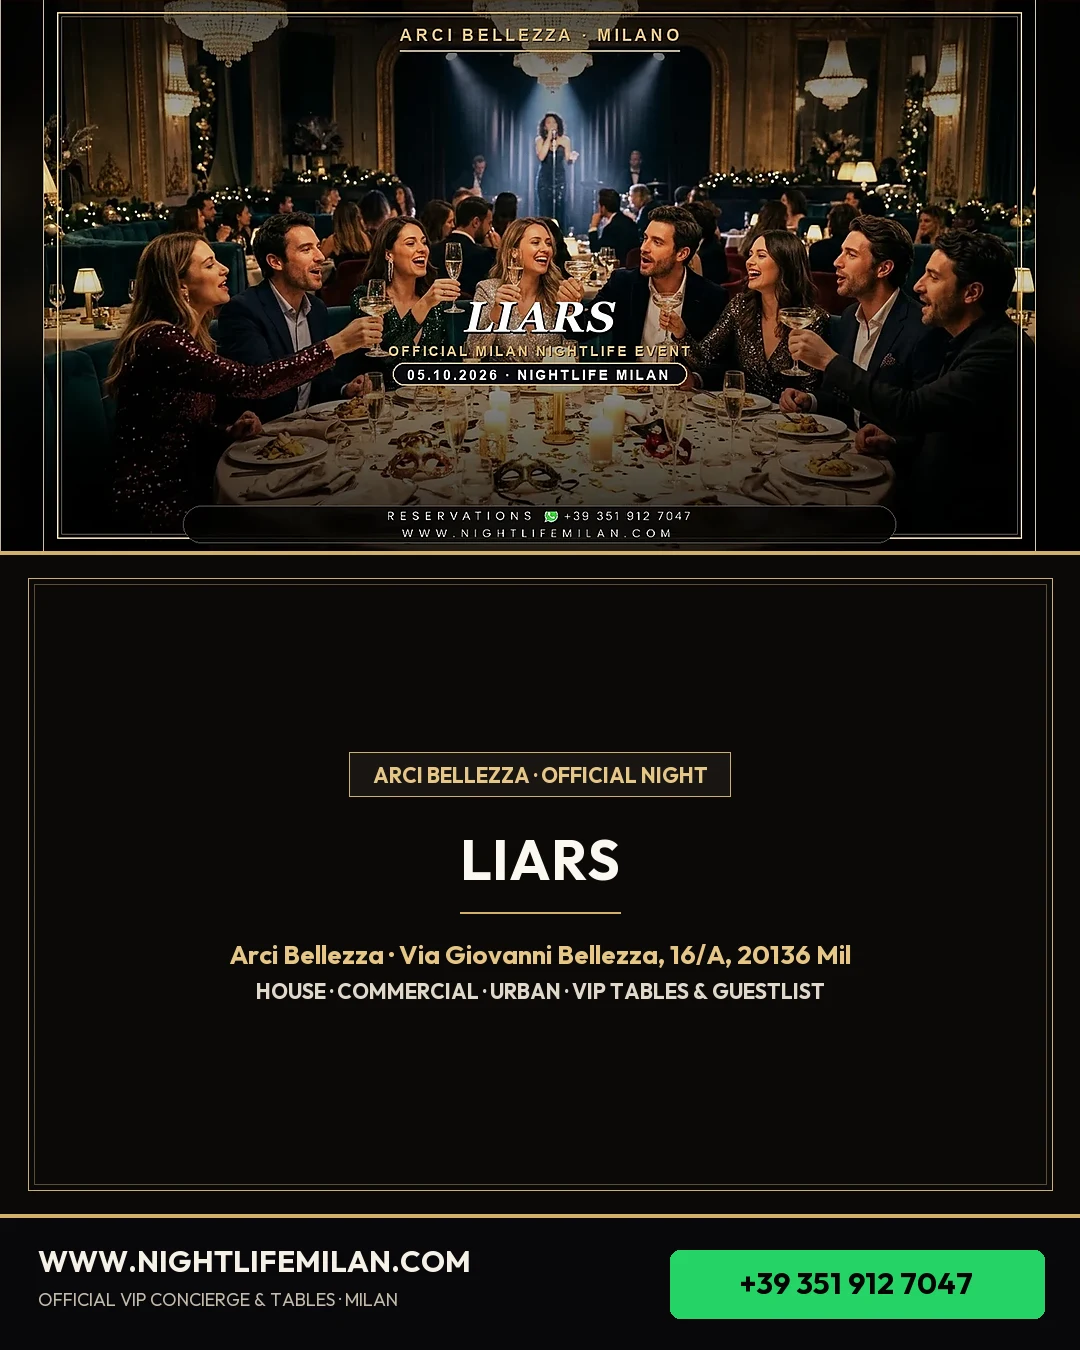 ARCI BELLEZZA · MILANO
LIARS
OFFICIAL MILAN NIGHTLIFE EVENT
05.10.2026 · NIGHTLIFE MILAN
RESERVATIONS +39 351 912 7047
WWW.NIGHTLIFEMILAN.COM
ARCI BELLEZZA · OFFICIAL NIGHT
LIARS
Arci Bellezza · Via Giovanni Bellezza, 16/A, 20136 Mil
HOUSE · COMMERCIAL · URBAN · VIP TABLES & GUESTLIST
WWW.NIGHTLIFEMILAN.COM
OFFICIAL VIP CONCIERGE & TABLES · MILAN
+39 351 912 7047